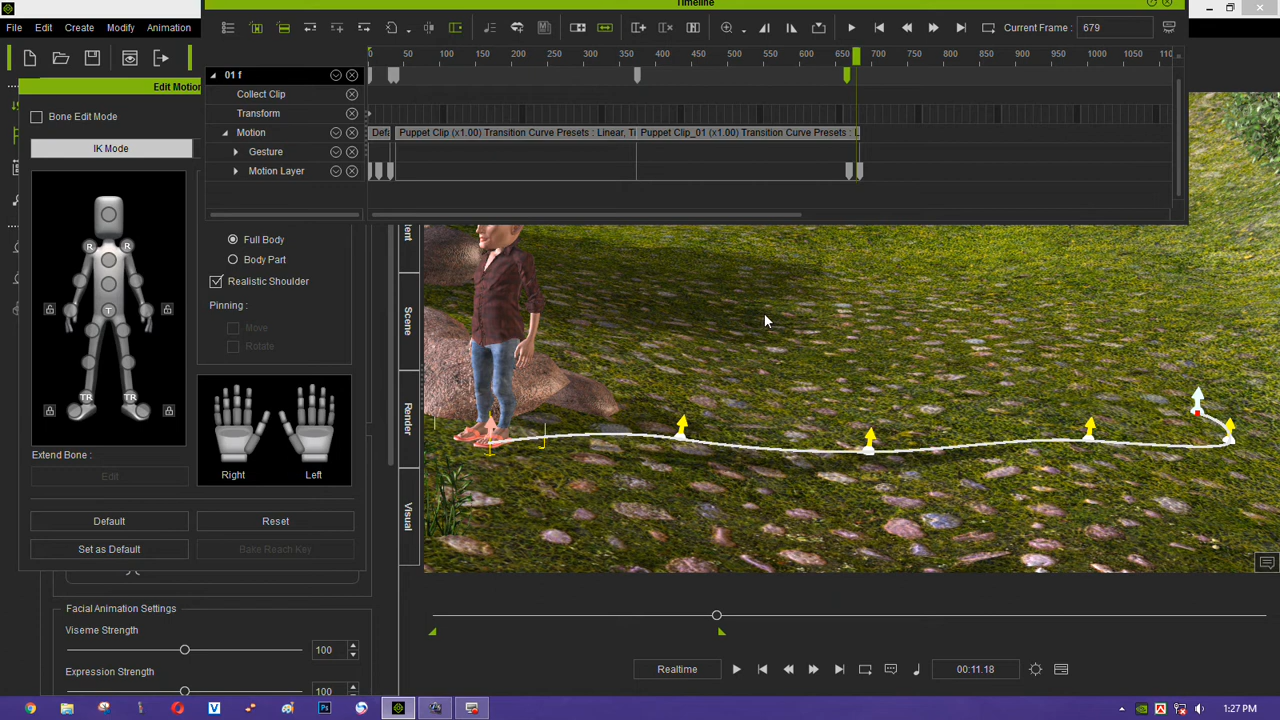 Timeline
File Edit Create Modify Animation
Current Frame: 679
0 50 100 150 200 250 300 350 400 450 500 550 600 650 700 750 800 850 900 950 1000 1050
01 f
Collect Clip
Transform
Motion
Puppet Clip (x1.00) Transition Curve Presets : Linear, Puppet Clip_01 (x1.00) Transition Curve Presets :
Gesture
Motion Layer
Edit Motion
Bone Edit Mode
IK Mode
R R
T
TR TR
Full Body
Body Part
Realistic Shoulder
Pinning :
Move
Rotate
Right Left
Extend Bone :
Edit
Default Reset
Set as Default Bake Reach Key
Scene
Render
Visual
Facial Animation Settings
Viseme Strength
100
Expression Strength
100
Realtime 00:11.18
1:27 PM